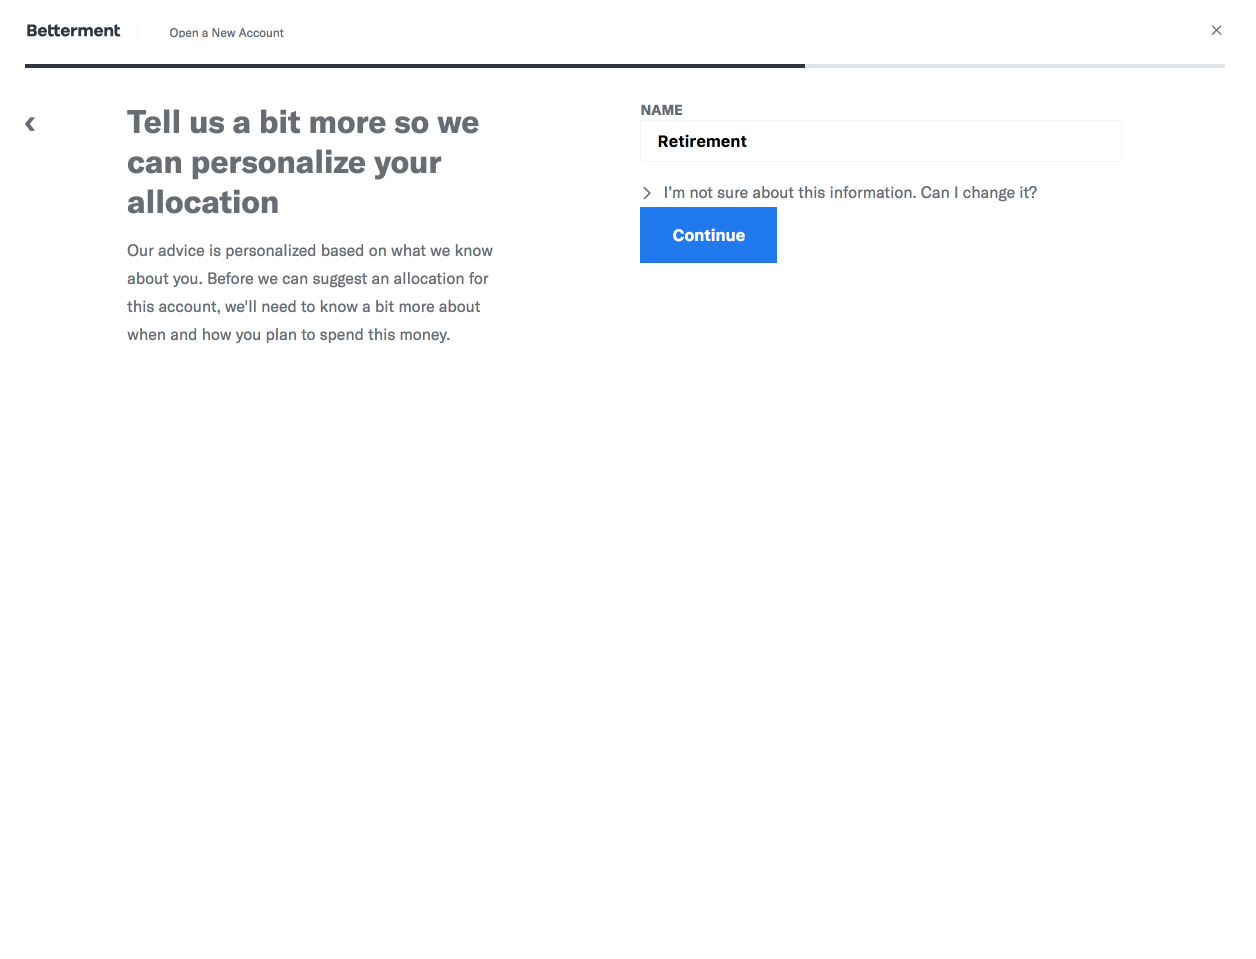 Betterment
Open a New Account
Tell us a bit more so we
can personalize your
allocation
Our advice is personalized based on what we know
about you. Before we can suggest an allocation for
this account, we'll need to know a bit more about
when and how you plan to spend this money.
NAME
Retirement
I'm not sure about this information. Can I change it?
Continue